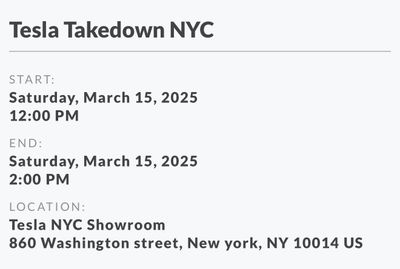 Tesla Takedown NYC
START:
Saturday, March 15, 2025
12:00 PM
END:
Saturday, March 15, 2025
2:00 PM
LOCATION:
Tesla NYC Showroom
860 Washington street, New york, NY 10014 US